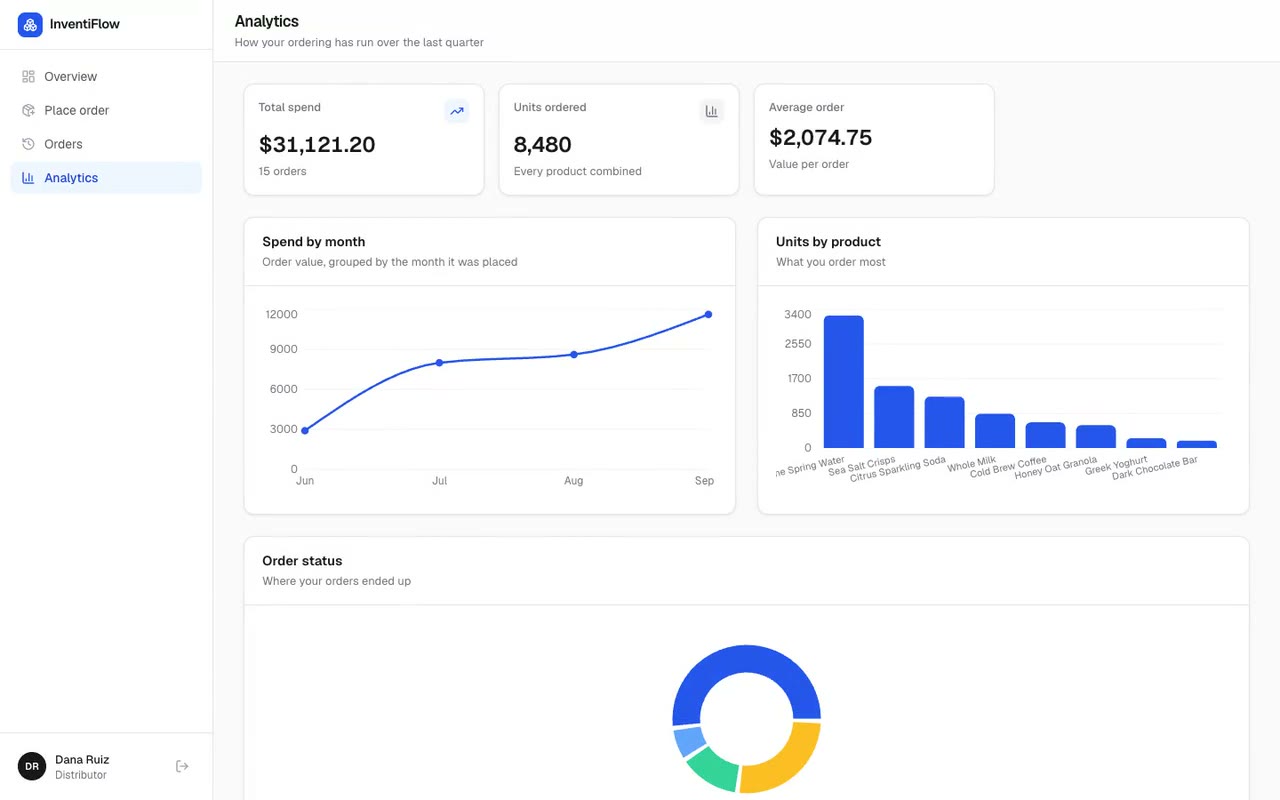 InventiFlow
Overview
Place order
Orders
Analytics
Dana Ruiz
DR
Distributor
Analytics
How your ordering has run over the last quarter
Total spend
$31,121.20
15 orders
Units ordered
8,480
Every product combined
Average order
$2,074.75
Value per order
Spend by month
Order value, grouped by the month it was placed
12000
9000
6000
3000
0
Jun
Jul
Aug
Sep
Units by product
What you order most
3400
2550
1700
850
0
Spring Water
Sea Salt Crisps
Citrus Sparkling Soda
Whole Milk
Cold Brew Coffee
Honey Oat Granola
Greek Yoghurt
Dark Chocolate Bar
Order status
Where your orders ended up